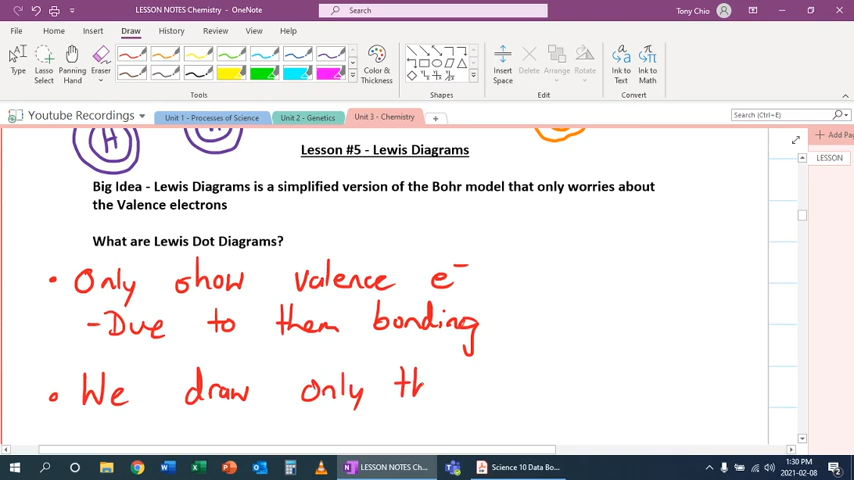 LESSON NOTES Chemistry - OneNote
Search
Tony Chio
File Home Insert Draw History Review View Help
Type
Lasso Select
Panning Hand
Eraser
Color & Thickness
Shapes
Insert Space
Delete
Arrange
Rotate
Edit
Ink to Text
Ink to Math
Convert
Youtube Recordings
Unit 1 - Processes of Science
Unit 2 - Genetics
Unit 3 - Chemistry
Search (Ctrl+E)
Add Pag
LESSON
H
Lesson #5 - Lewis Diagrams
Big Idea - Lewis Diagrams is a simplified version of the Bohr model that only worries about
the Valence electrons
What are Lewis Dot Diagrams?
• Only show valence e⁻
- Due to them bonding
• We draw only th
LESSON NOTES Ch...
Science 10 Data Bo...
1:30 PM
2021-02-08
2